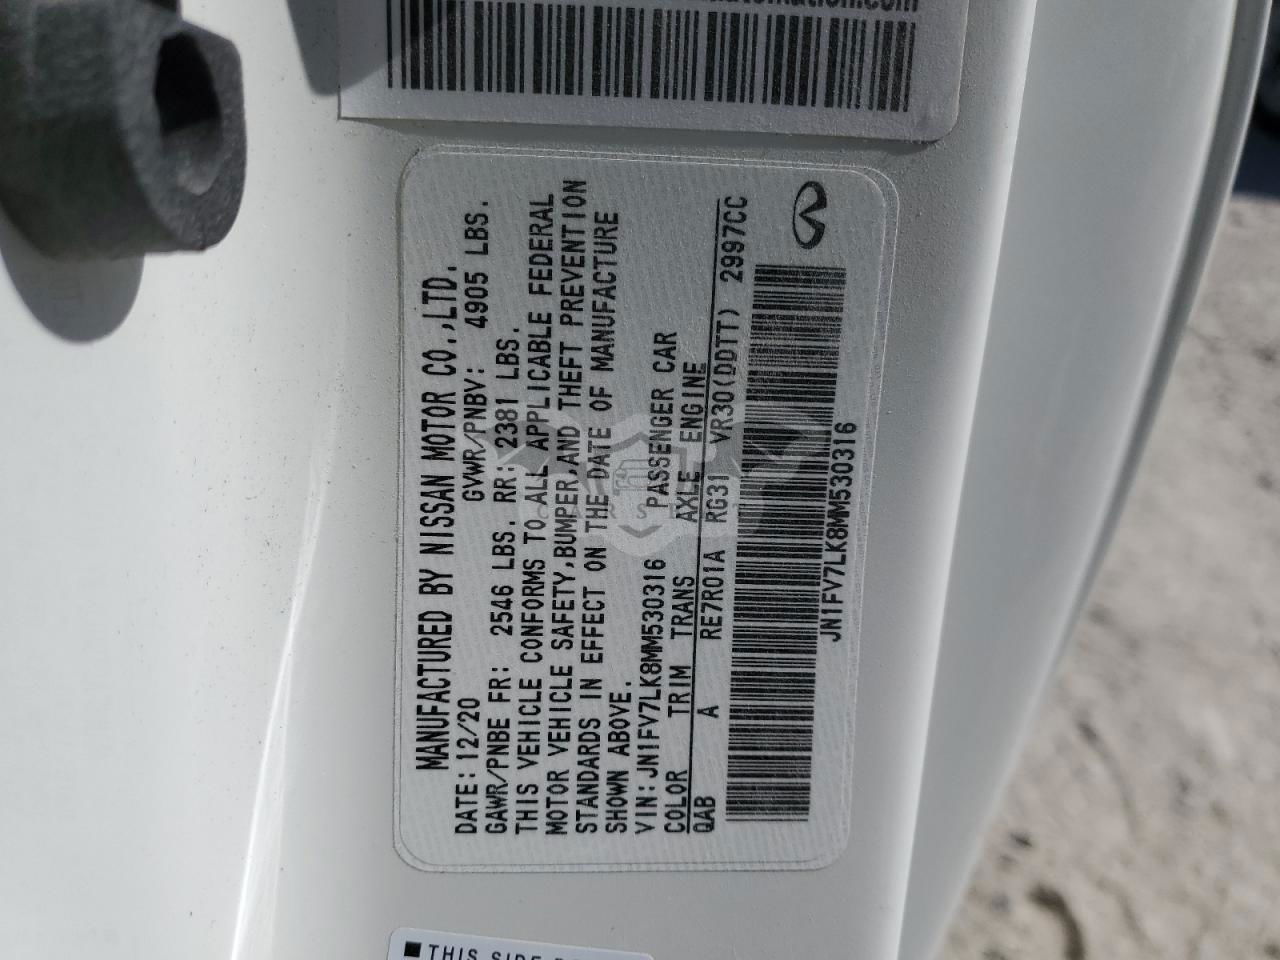 MANUFACTURED BY NISSAN MOTOR CO.,LTD.
DATE: 12/20 GVWR/PNBV: 4905 LBS.
GAWR/PNBE FR: 2546 LBS. RR: 2381 LBS.
THIS VEHICLE CONFORMS TO ALL APPLICABLE FEDERAL
MOTOR VEHICLE SAFETY,BUMPER,AND THEFT PREVENTION
STANDARDS IN EFFECT ON THE DATE OF MANUFACTURE
SHOWN ABOVE.
VIN: JN1FV7LK8MM530316 PASSENGER CAR
COLOR TRIM TRANS AXLE ENGINE
QAB A RE7R01A RG31 VR30(DDTT) 2997CC
JN1FV7LK8MM530316
CARS
THIS SIDE